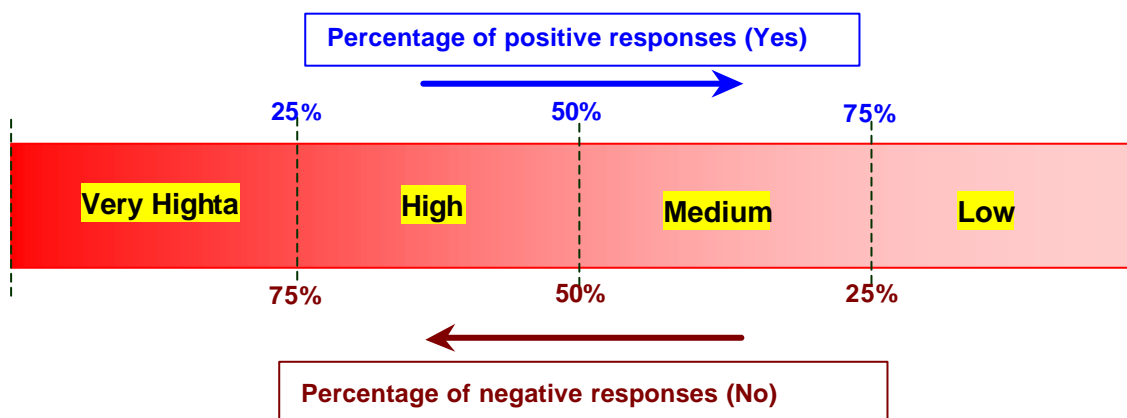 Percentage of positive responses (Yes)
25% 50% 75%
Very Highta High Medium Low
75% 50% 25%
Percentage of negative responses (No)